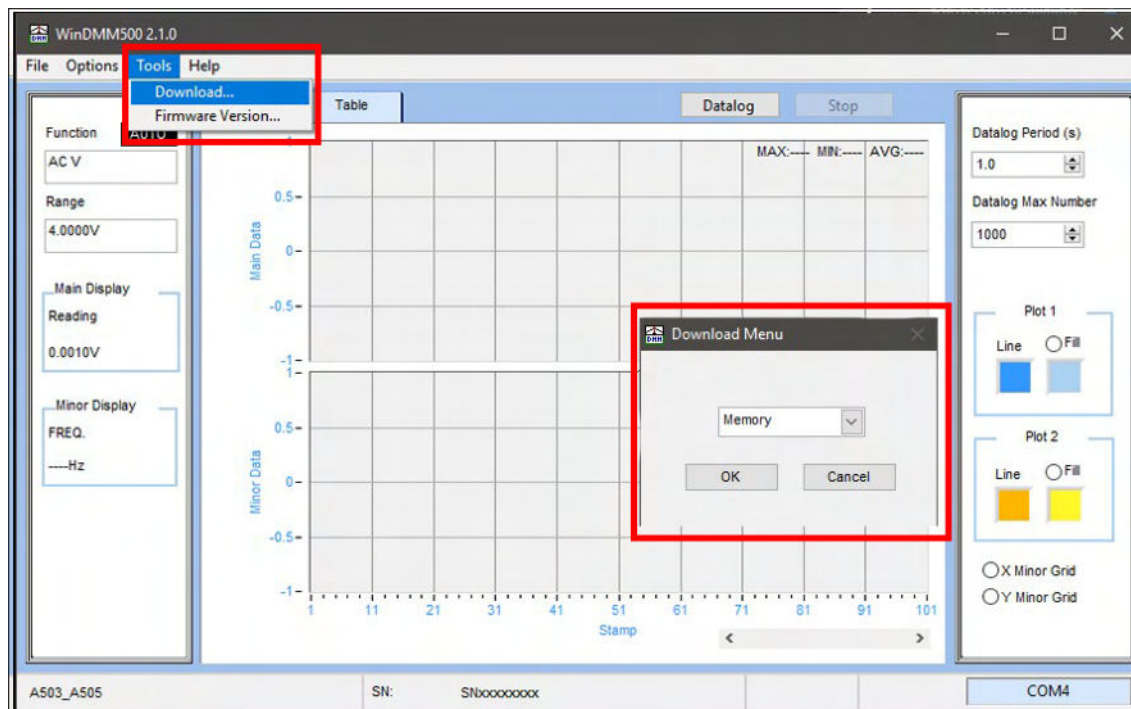 WinDMM500 2.1.0
File Options Tools Help
Download...
Firmware Version...
Table
Datalog
Stop
Function
AUTO
AC V
Range
4.0000V
Main Display
Reading
0.0010V
Minor Display
FREQ.
----Hz
MAX:---- MIN:---- AVG:----
Main Data
0.5
0
-0.5
-1
Minor Data
1
0.5
0
-0.5
-1
1 11 21 31 41 51 61 71 81 91 101
Stamp
Download Menu
Memory
OK
Cancel
Datalog Period (s)
1.0
Datalog Max Number
1000
Plot 1
Line Fill
Plot 2
Line Fill
X Minor Grid
Y Minor Grid
A503_A505
SN: SNxxxxxxxx
COM4